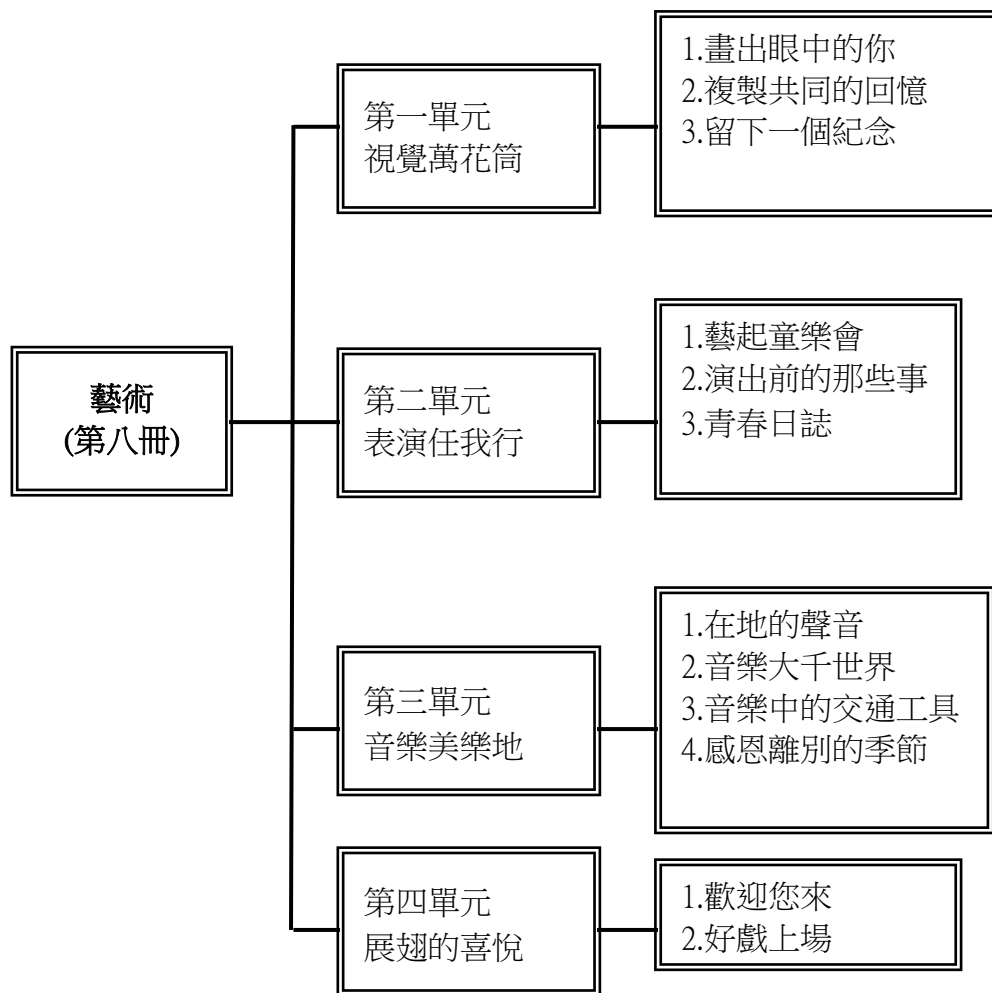 藝術
(第八冊)
第一單元
視覺萬花筒
1.畫出眼中的你
2.複製共同的回憶
3.留下一個紀念
第二單元
表演任我行
1.藝起童樂會
2.演出前的那些事
3.青春日誌
第三單元
音樂美樂地
1.在地的聲音
2.音樂大千世界
3.音樂中的交通工具
4.感恩離別的季節
第四單元
展翅的喜悅
1.歡迎您來
2.好戲上場